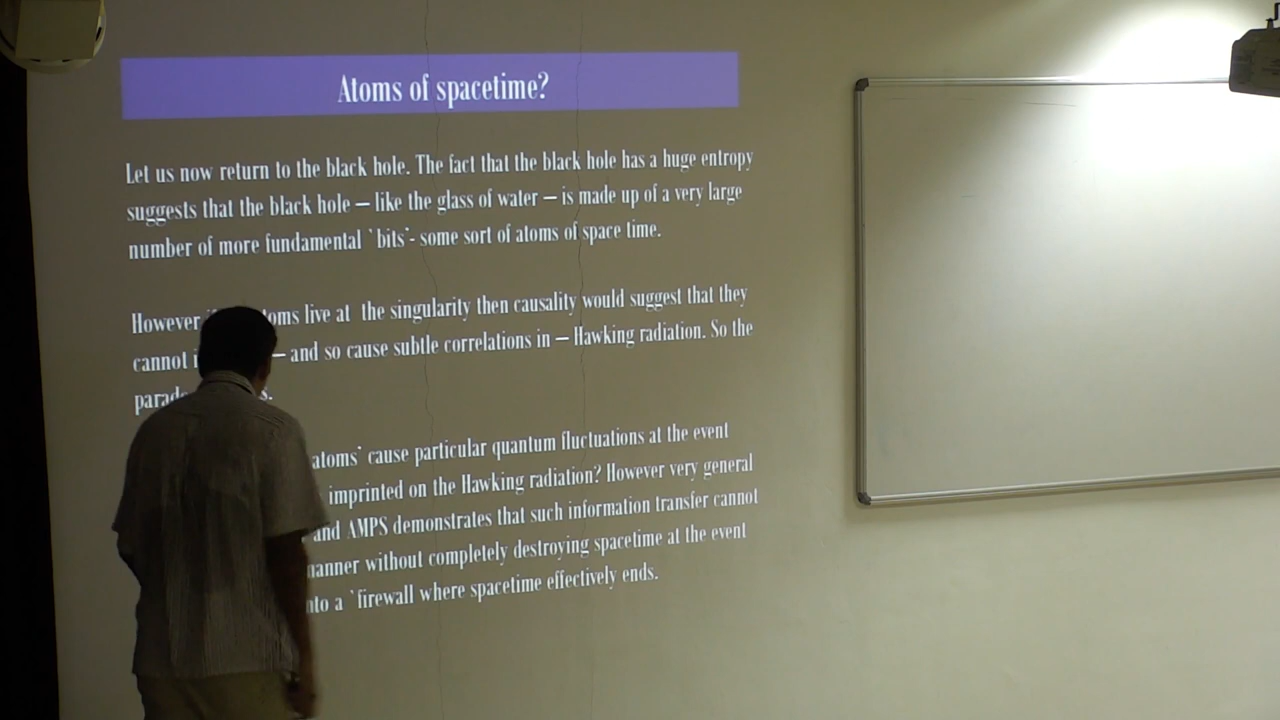 Atoms of spacetime?
Let us now return to the black hole. The fact that the black hole has a huge entropy
suggests that the black hole – like the glass of water – is made up of a very large
number of more fundamental `bits`- some sort of atoms of space time.
However live at the singularity then causality would suggest that they
cannot – and so cause subtle correlations in – Hawking radiation. So the
atoms` cause particular quantum fluctuations at the event
imprinted on the Hawking radiation? However very general
and AMPS demonstrates that such information transfer cannot
manner without completely destroying spacetime at the event
a `firewall where spacetime effectively ends.